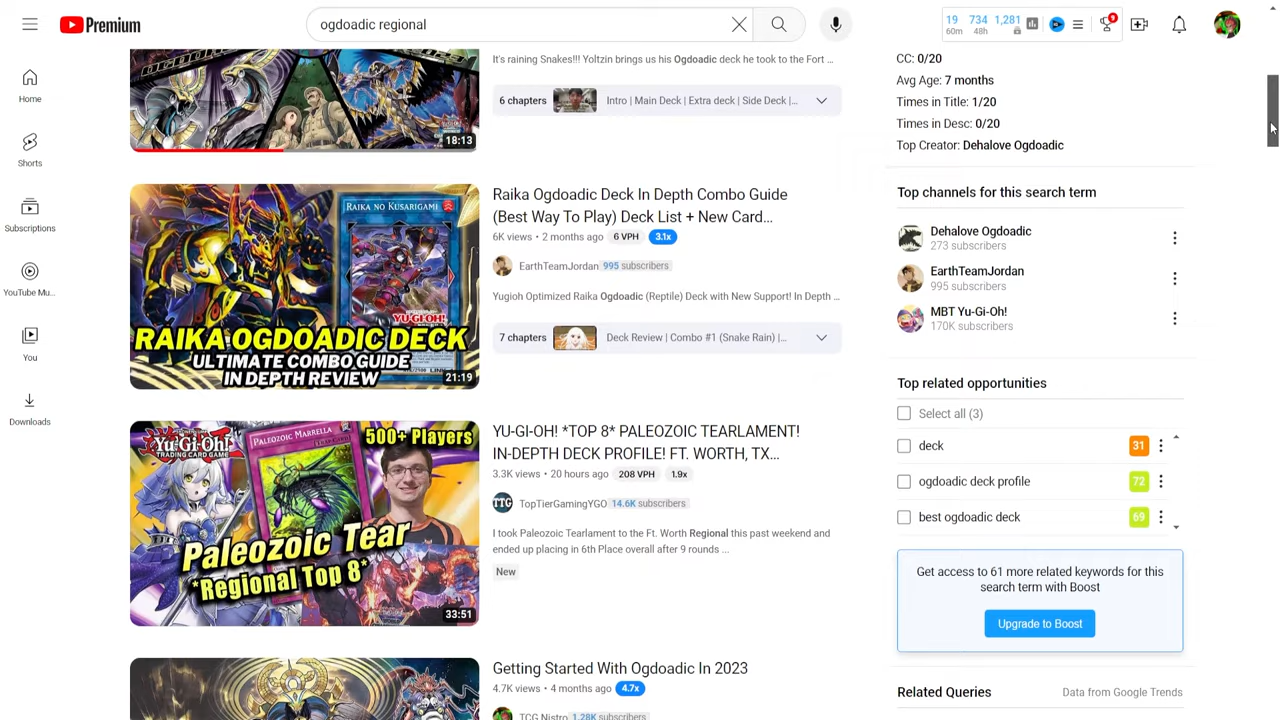 Premium
ogdoadic regional
19 734 1,281
60m 48h
9
Home
Shorts
Subscriptions
YouTube Mu...
You
Downloads
18:13
It's raining Snakes!!! Yoltzin brings us his Ogdoadic deck he took to the Fort ...
6 chapters Intro | Main Deck | Extra deck | Side Deck |...
RAIKA NO KUSARIGAMI
YU-GI-OH!
RAIKA OGDOADIC DECK
ULTIMATE COMBO GUIDE
IN DEPTH REVIEW
21:19
Raika Ogdoadic Deck In Depth Combo Guide
(Best Way To Play) Deck List + New Card...
6K views • 2 months ago 6 VPH 3.1x
EarthTeamJordan 995 subscribers
Yugioh Optimized Raika Ogdoadic (Reptile) Deck with New Support! In Depth ...
7 chapters Deck Review | Combo #1 (Snake Rain) |...
Yu-Gi-Oh!
TRADING CARD GAME
PALEOZOIC MARRELLA
500+ Players
Paleozoic Tear
*Regional Top 8*
33:51
YU-GI-OH! *TOP 8* PALEOZOIC TEARLAMENT!
IN-DEPTH DECK PROFILE! FT. WORTH, TX...
3.3K views • 20 hours ago 208 VPH 1.9x
TTG TopTierGamingYGO 14.6K subscribers
I took Paleozoic Tearlament to the Ft. Worth Regional this past weekend and
ended up placing in 6th Place overall after 9 rounds ...
New
Getting Started With Ogdoadic In 2023
4.7K views • 4 months ago 4.7x
TCG Nistro 1.28K subscribers
CC: 0/20
Avg Age: 7 months
Times in Title: 1/20
Times in Desc: 0/20
Top Creator: Dehalove Ogdoadic
Top channels for this search term
Dehalove Ogdoadic
273 subscribers
EarthTeamJordan
995 subscribers
MBT Yu-Gi-Oh!
170K subscribers
Top related opportunities
Select all (3)
deck 31
ogdoadic deck profile 72
best ogdoadic deck 69
Get access to 61 more related keywords for this
search term with Boost
Upgrade to Boost
Related Queries Data from Google Trends